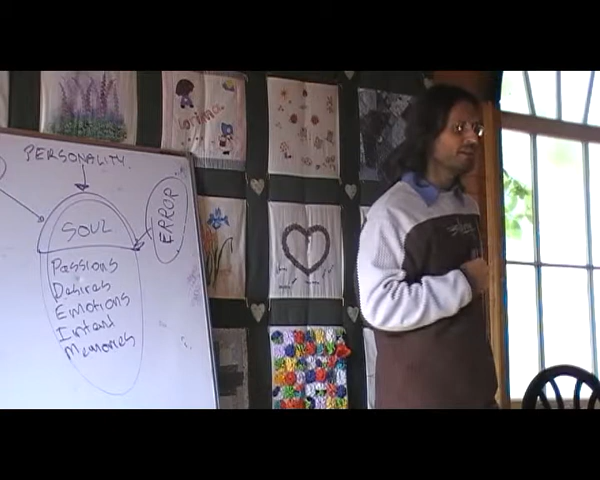 PERSONALITY
SOUL
ERROR
Passions
Desires
Emotions
Intent
Memories